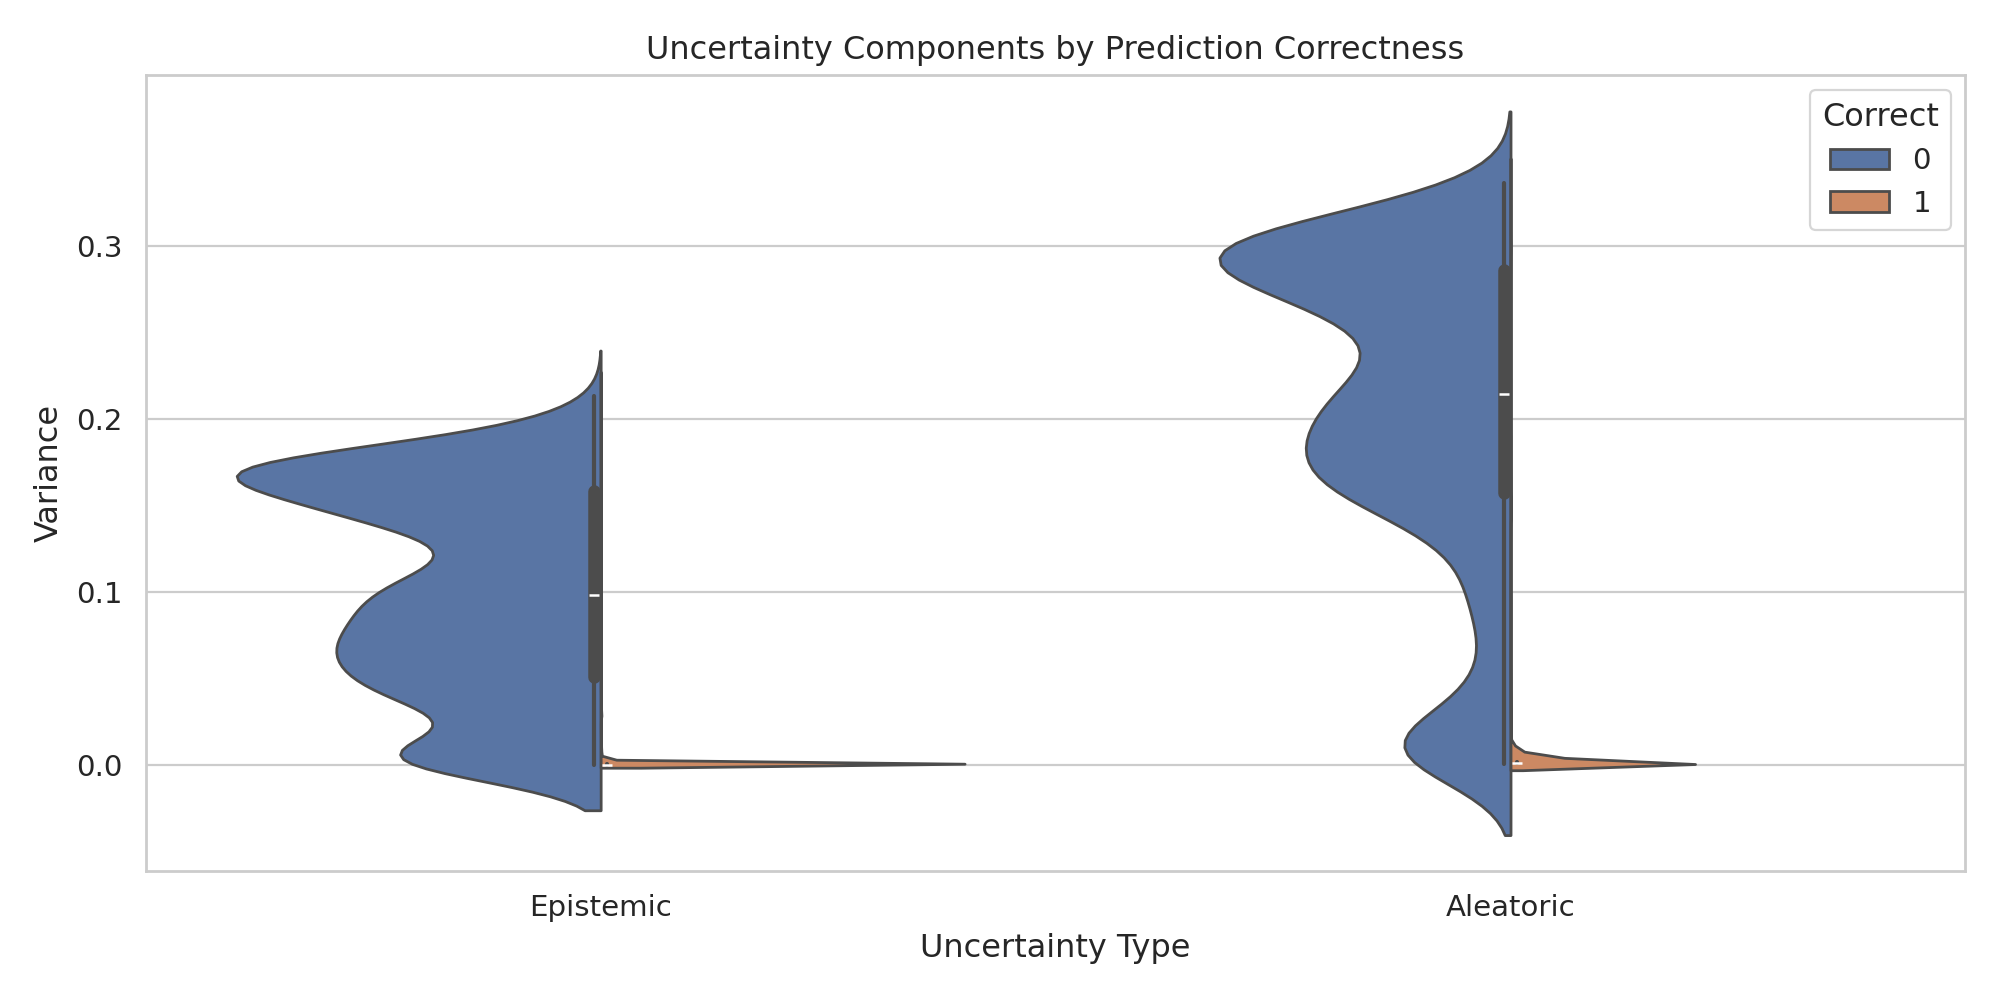 Uncertainty Components by Prediction Correctness
Correct
0
1
0.3
0.2
0.1
0.0
Variance
Epistemic
Aleatoric
Uncertainty Type